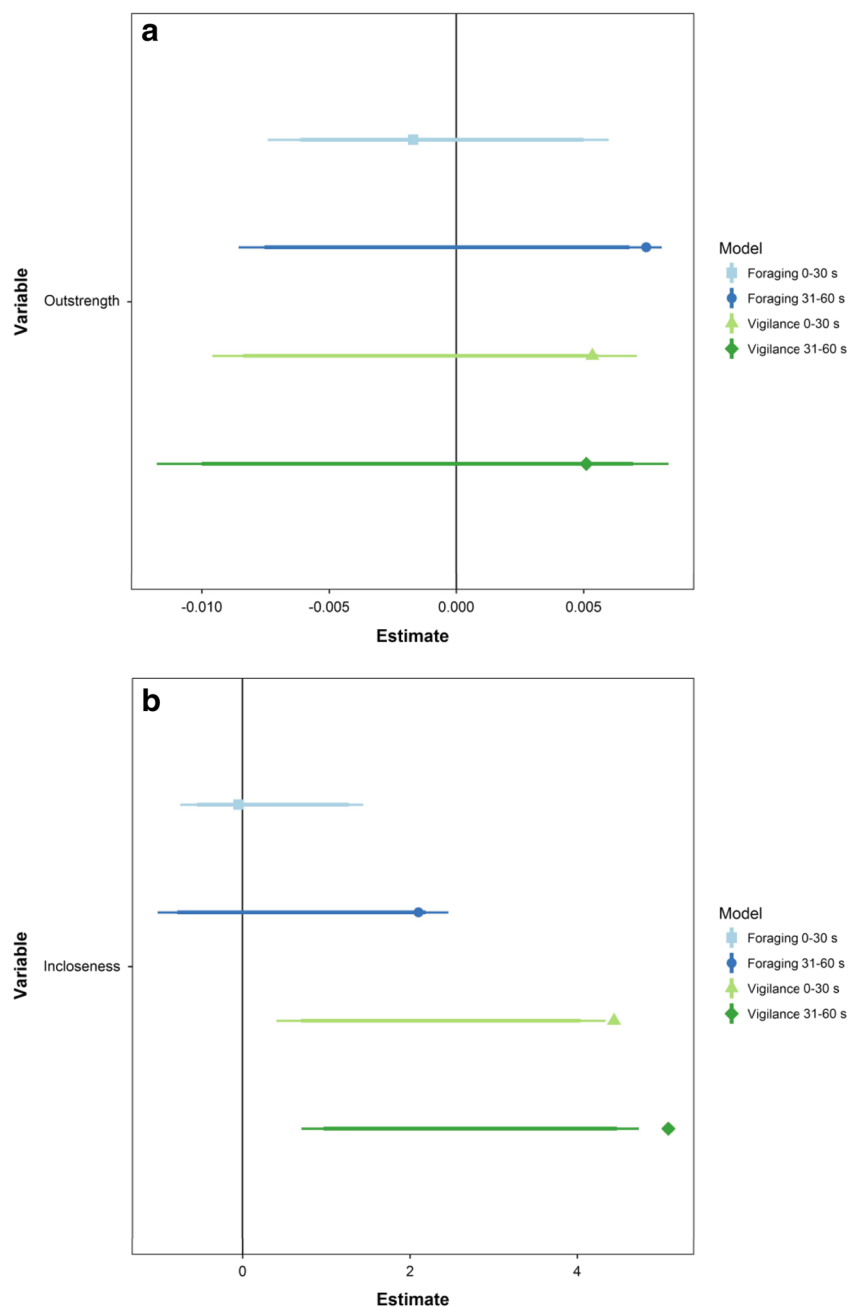 a
Variable
Outstrength
-0.010 -0.005 0.000 0.005
Estimate
Model
Foraging 0-30 s
Foraging 31-60 s
Vigilance 0-30 s
Vigilance 31-60 s
b
Variable
Incloseness
0 2 4
Estimate
Model
Foraging 0-30 s
Foraging 31-60 s
Vigilance 0-30 s
Vigilance 31-60 s